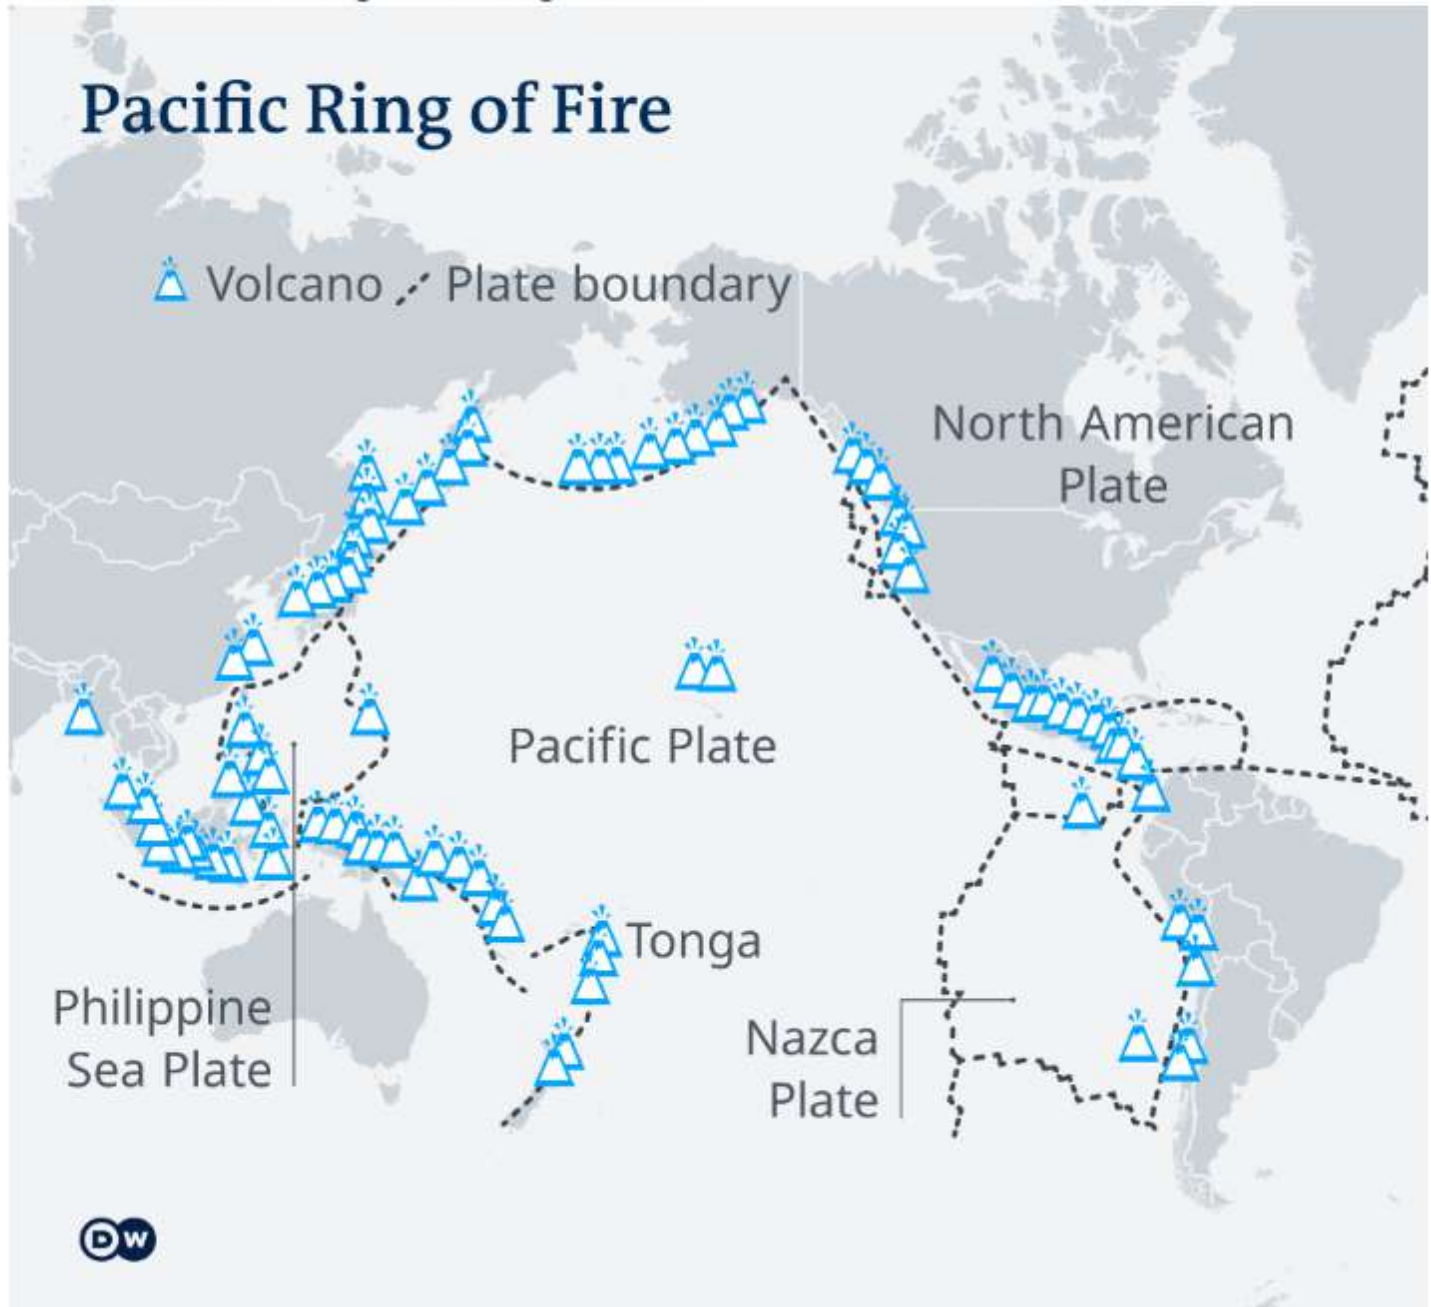 Pacific Ring of Fire
Volcano
Plate boundary
North American
Plate
Pacific Plate
Tonga
Philippine
Sea Plate
Nazca
Plate
DW